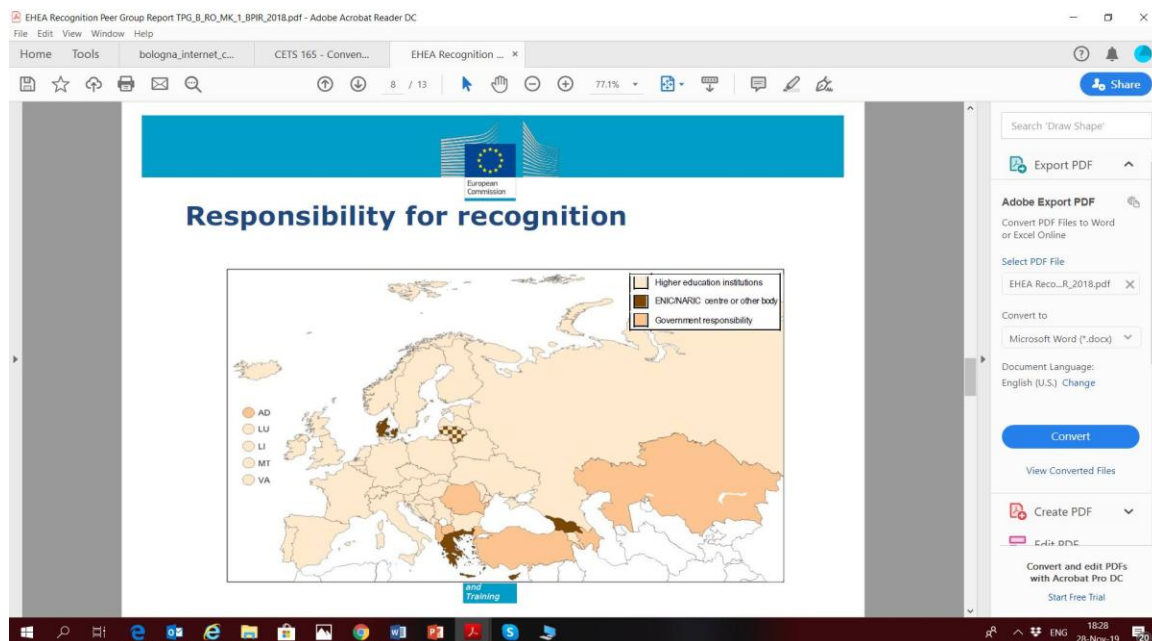 EHEA Recognition Peer Group Report TPG_B_RO_MK_1_BPIR_2018.pdf - Adobe Acrobat Reader DC
File Edit View Window Help
Home Tools bologna_internet_c... CETS 165 - Conven... EHEA Recognition ... ×
8 / 13 77.1% Share
European
Commission
Responsibility for recognition
Higher education institutions
ENIC/NARIC centre or other body
Government responsibility
AD
LU
LI
MT
VA
and
Training
Search 'Draw Shape'
Export PDF
Adobe Export PDF
Convert PDF Files to Word
or Excel Online
Select PDF File
EHEA Reco...R_2018.pdf
Convert to
Microsoft Word (*.docx)
Document Language:
English (U.S.) Change
Convert
View Converted Files
Create PDF
Edit PDF
Convert and edit PDFs
with Acrobat Pro DC
Start Free Trial
ENG
18:28
28-Nov-19
20